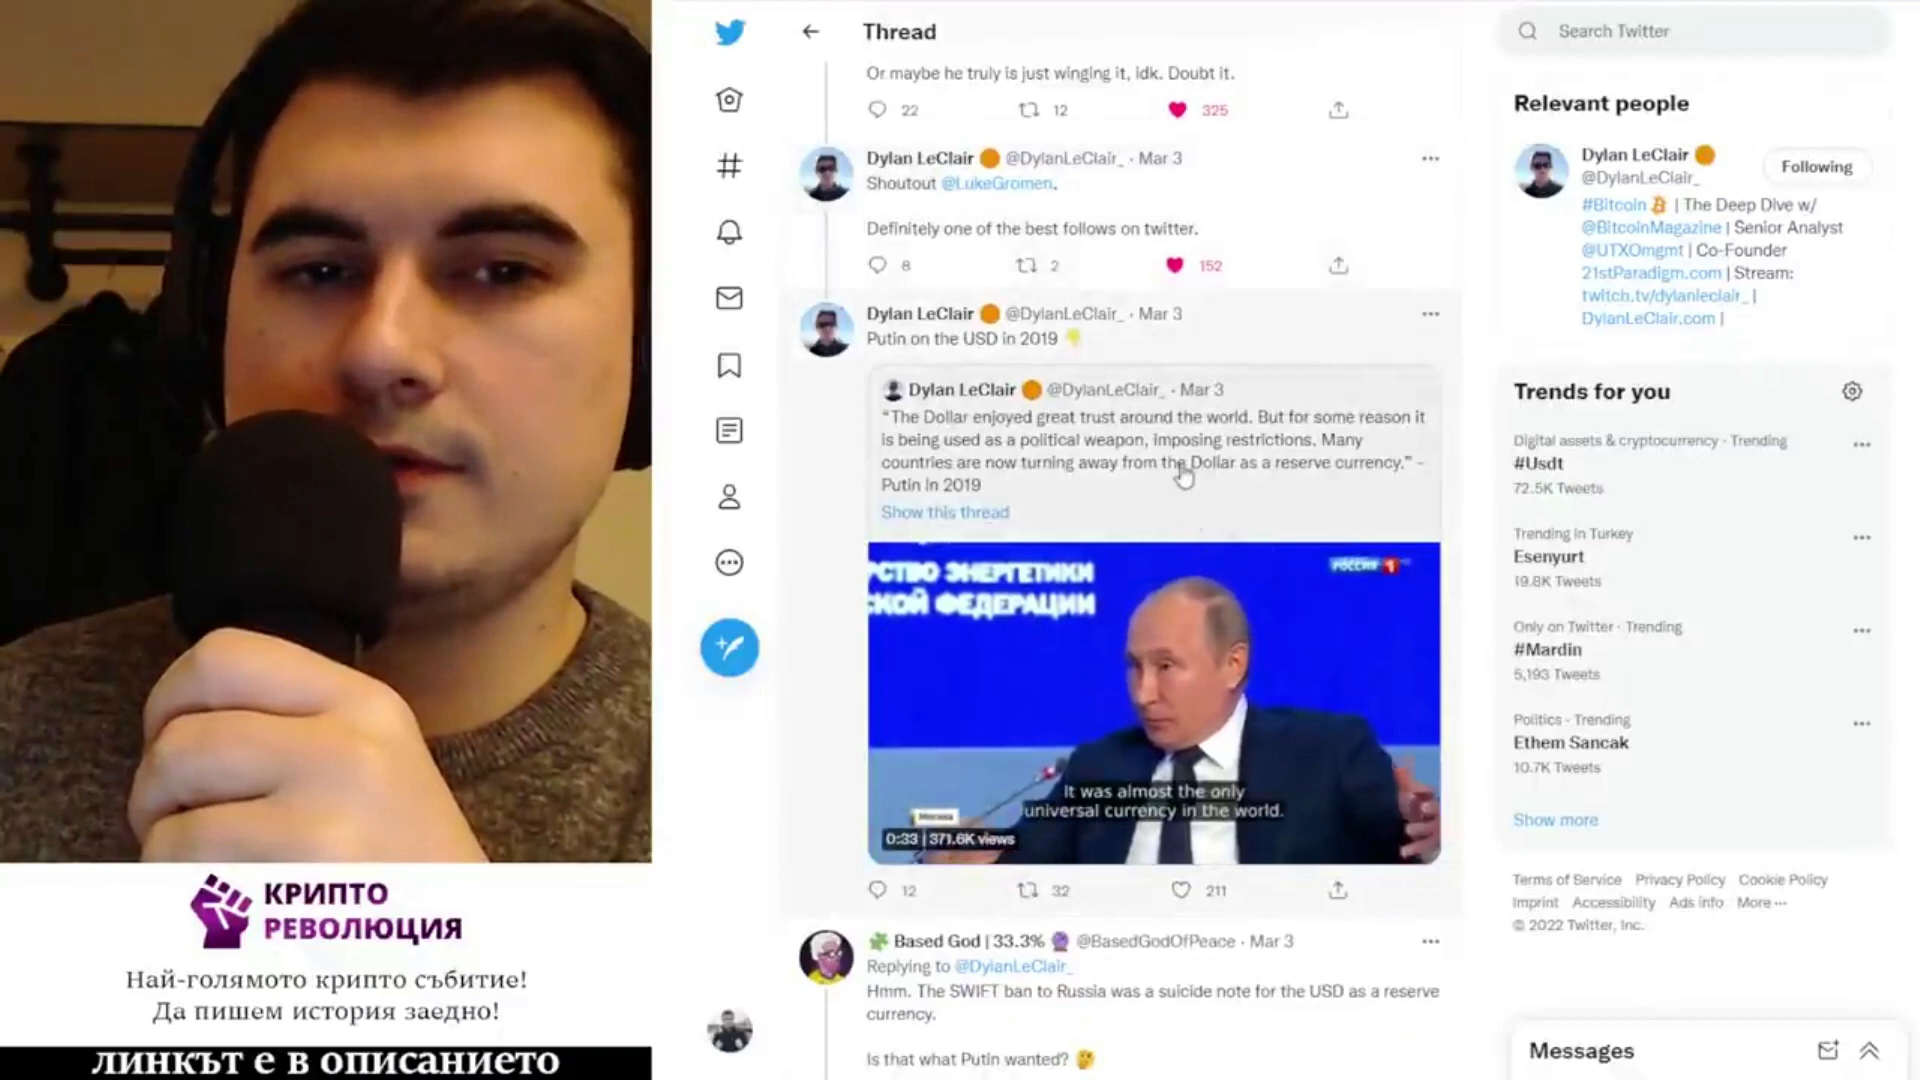 Thread
Search Twitter
Or maybe he truly is just winging it, idk. Doubt it.
22 12 325
Dylan LeClair @DylanLeClair_ · Mar 3
Shoutout @LukeGromen.
Definitely one of the best follows on twitter.
8 2 152
Dylan LeClair @DylanLeClair_ · Mar 3
Putin on the USD in 2019
Dylan LeClair @DylanLeClair_ · Mar 3
"The Dollar enjoyed great trust around the world. But for some reason it
is being used as a political weapon, imposing restrictions. Many
countries are now turning away from the Dollar as a reserve currency." -
Putin in 2019
Show this thread
РСТВО ЭНЕРГЕТИКИ
СКОЙ ФЕДЕРАЦИИ
РОССИЯ 1
It was almost the only
universal currency in the world.
Москва
0:33 | 371.6K views
12 32 211
Based God | 33.3% @BasedGodOfPeace · Mar 3
Replying to @DylanLeClair_
Hmm. The SWIFT ban to Russia was a suicide note for the USD as a reserve
currency.
Is that what Putin wanted?
Relevant people
Dylan LeClair
@DylanLeClair_
Following
#Bitcoin | The Deep Dive w/
@BitcoinMagazine | Senior Analyst
@UTXOmgmt | Co-Founder
21stParadigm.com | Stream:
twitch.tv/dylanleclair_ |
DylanLeClair.com |
Trends for you
Digital assets & cryptocurrency · Trending
#Usdt
72.5K Tweets
Trending in Turkey
Esenyurt
19.8K Tweets
Only on Twitter · Trending
#Mardin
5,193 Tweets
Politics · Trending
Ethem Sancak
10.7K Tweets
Show more
Terms of Service Privacy Policy Cookie Policy
Imprint Accessibility Ads info More ···
© 2022 Twitter, Inc.
Messages
КРИПТО
РЕВОЛЮЦИЯ
Най-голямото крипто събитие!
Да пишем история заедно!
линкът е в описанието